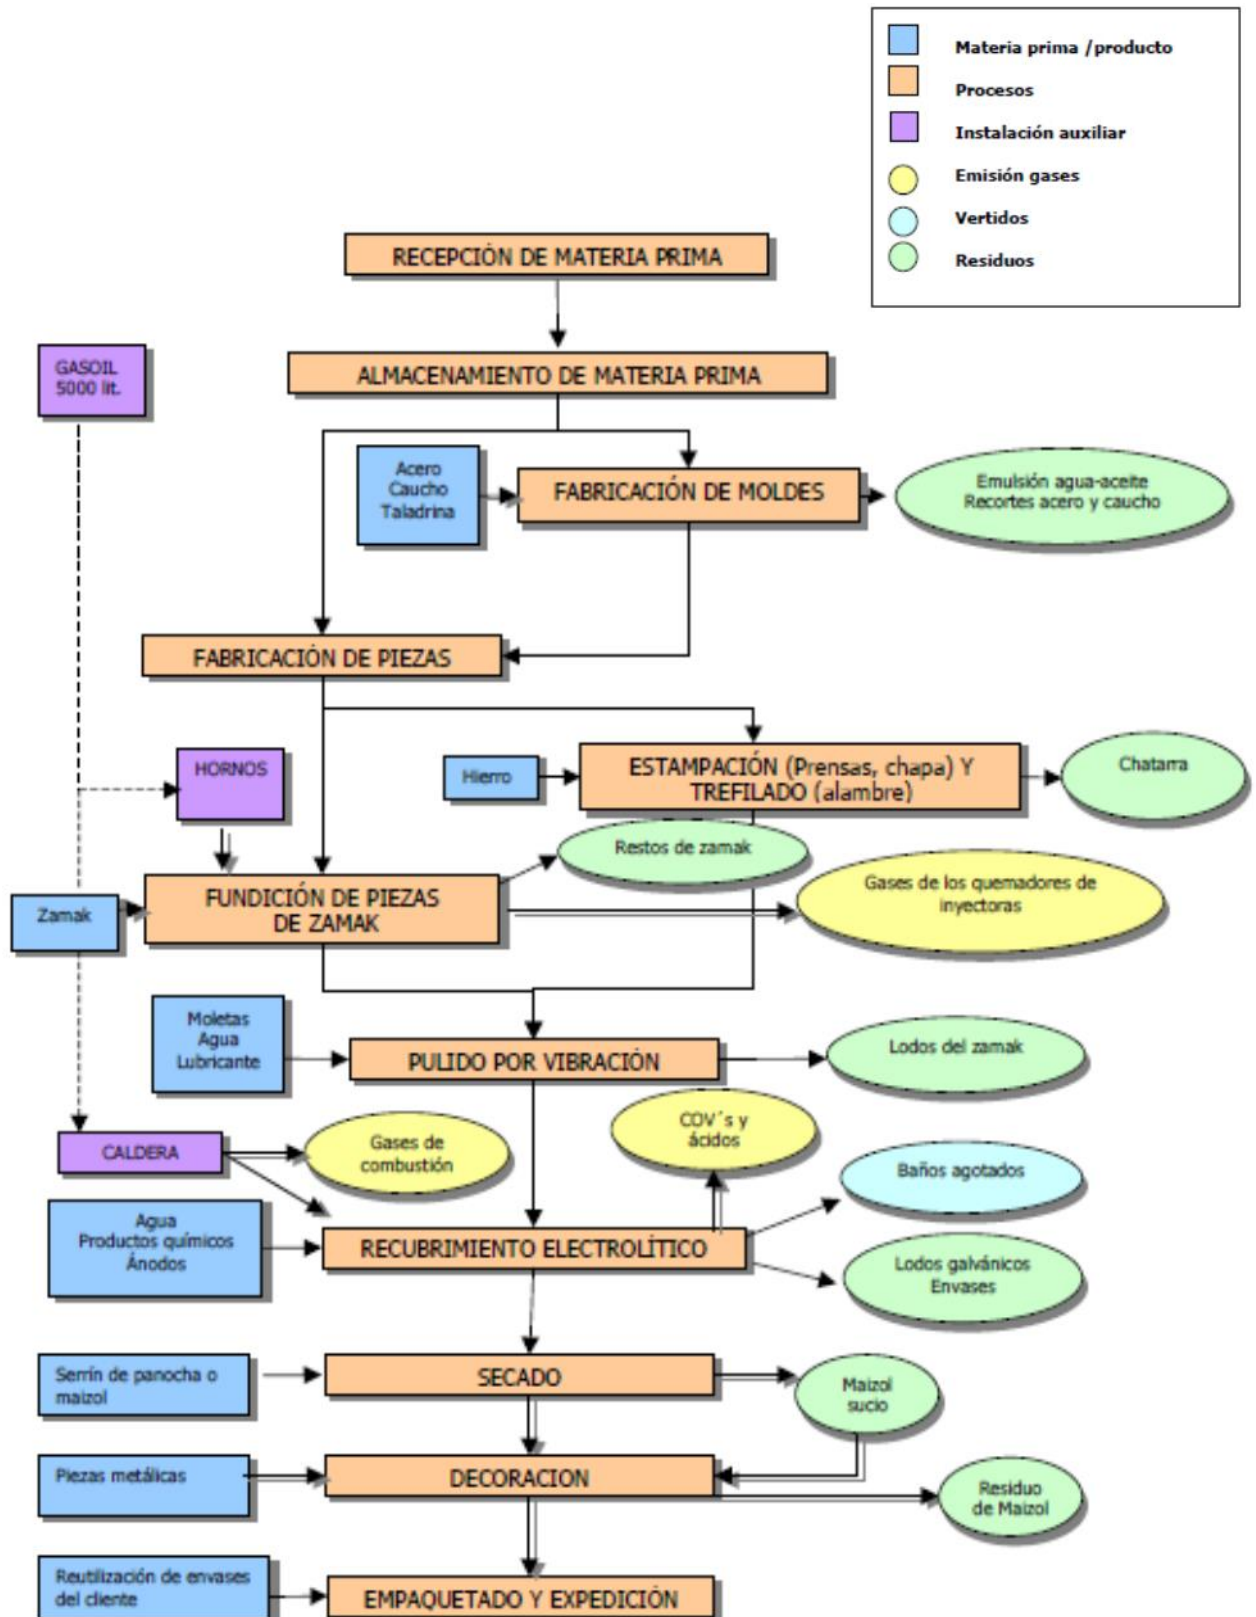 Materia prima /producto
Procesos
Instalación auxiliar
Emisión gases
Vertidos
Residuos
RECEPCIÓN DE MATERIA PRIMA
GASOIL
5000 lit.
ALMACENAMIENTO DE MATERIA PRIMA
Acero
Caucho
Taladrina
FABRICACIÓN DE MOLDES
Emulsión agua-aceite
Recortes acero y caucho
FABRICACIÓN DE PIEZAS
HORNOS
Hierro
ESTAMPACIÓN (Prensas, chapa) Y
TREFILADO (alambre)
Chatarra
Restos de zamak
Zamak
FUNDICIÓN DE PIEZAS
DE ZAMAK
Gases de los quemadores de
inyectoras
Moletas
Agua
Lubricante
PULIDO POR VIBRACIÓN
Lodos del zamak
CALDERA
Gases de
combustión
COV´s y
ácidos
Baños agotados
Agua
Productos químicos
Ánodos
RECUBRIMIENTO ELECTROLÍTICO
Lodos galvánicos
Envases
Serrín de panocha o
maizol
SECADO
Maizol
sucio
Piezas metálicas
DECORACION
Residuo
de Maizol
Reutilización de envases
del cliente
EMPAQUETADO Y EXPEDICIÓN